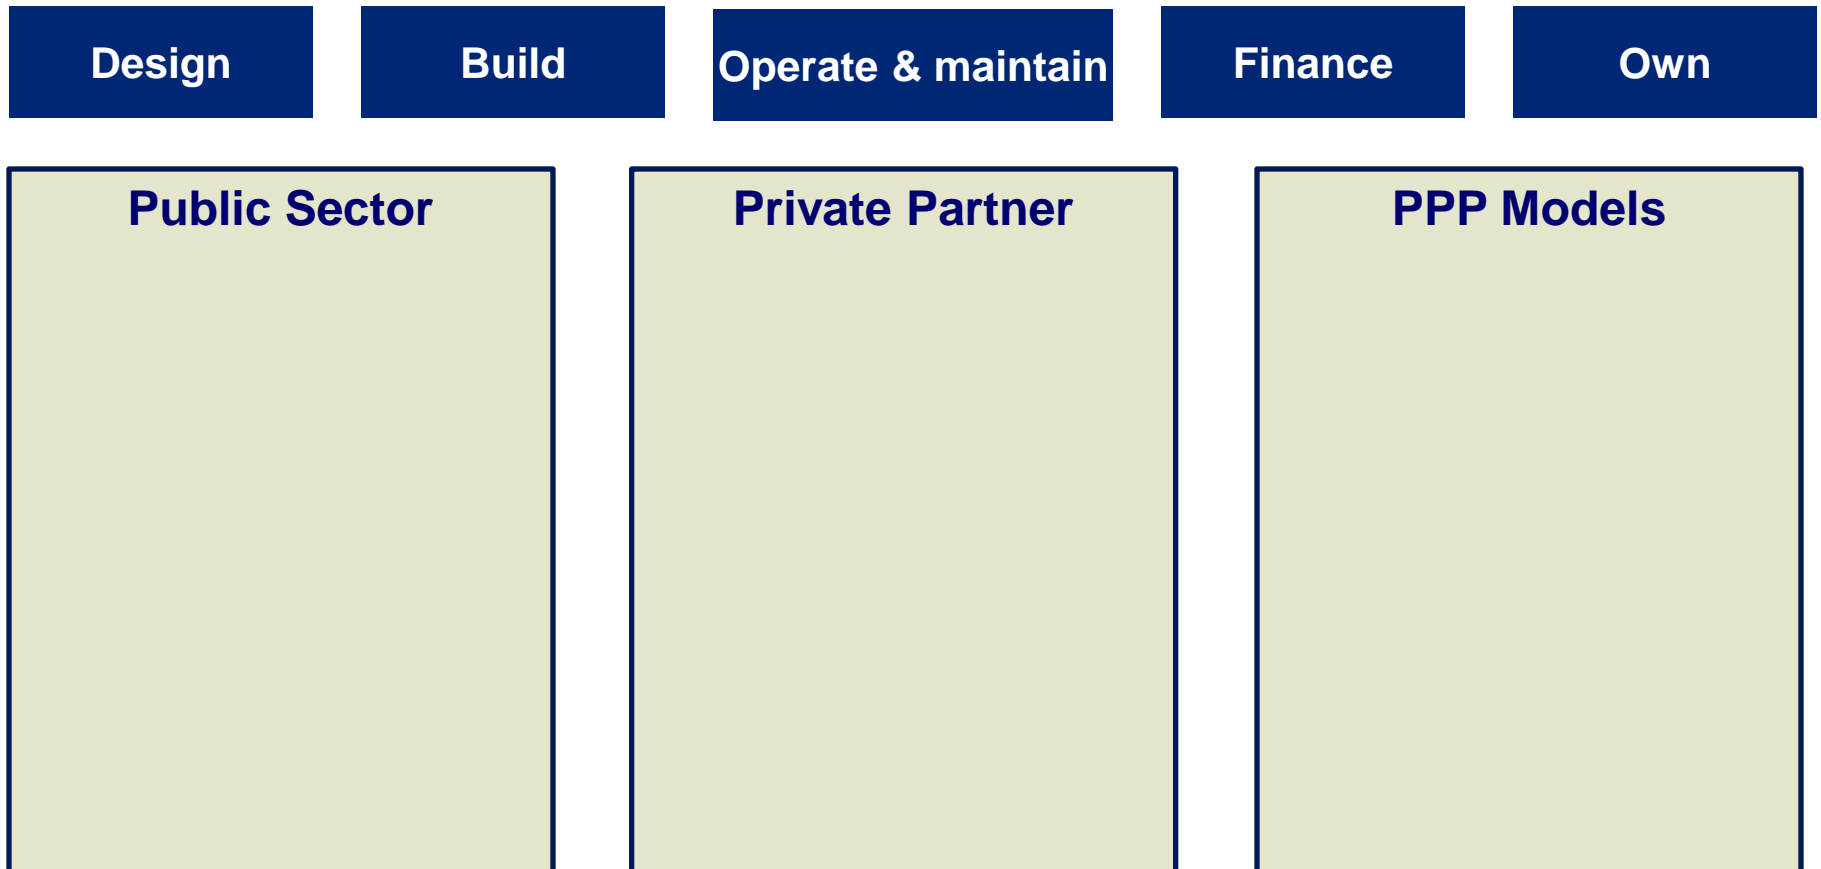 Design
Build
Operate & maintain
Finance
Own
Public Sector
Private Partner
PPP Models